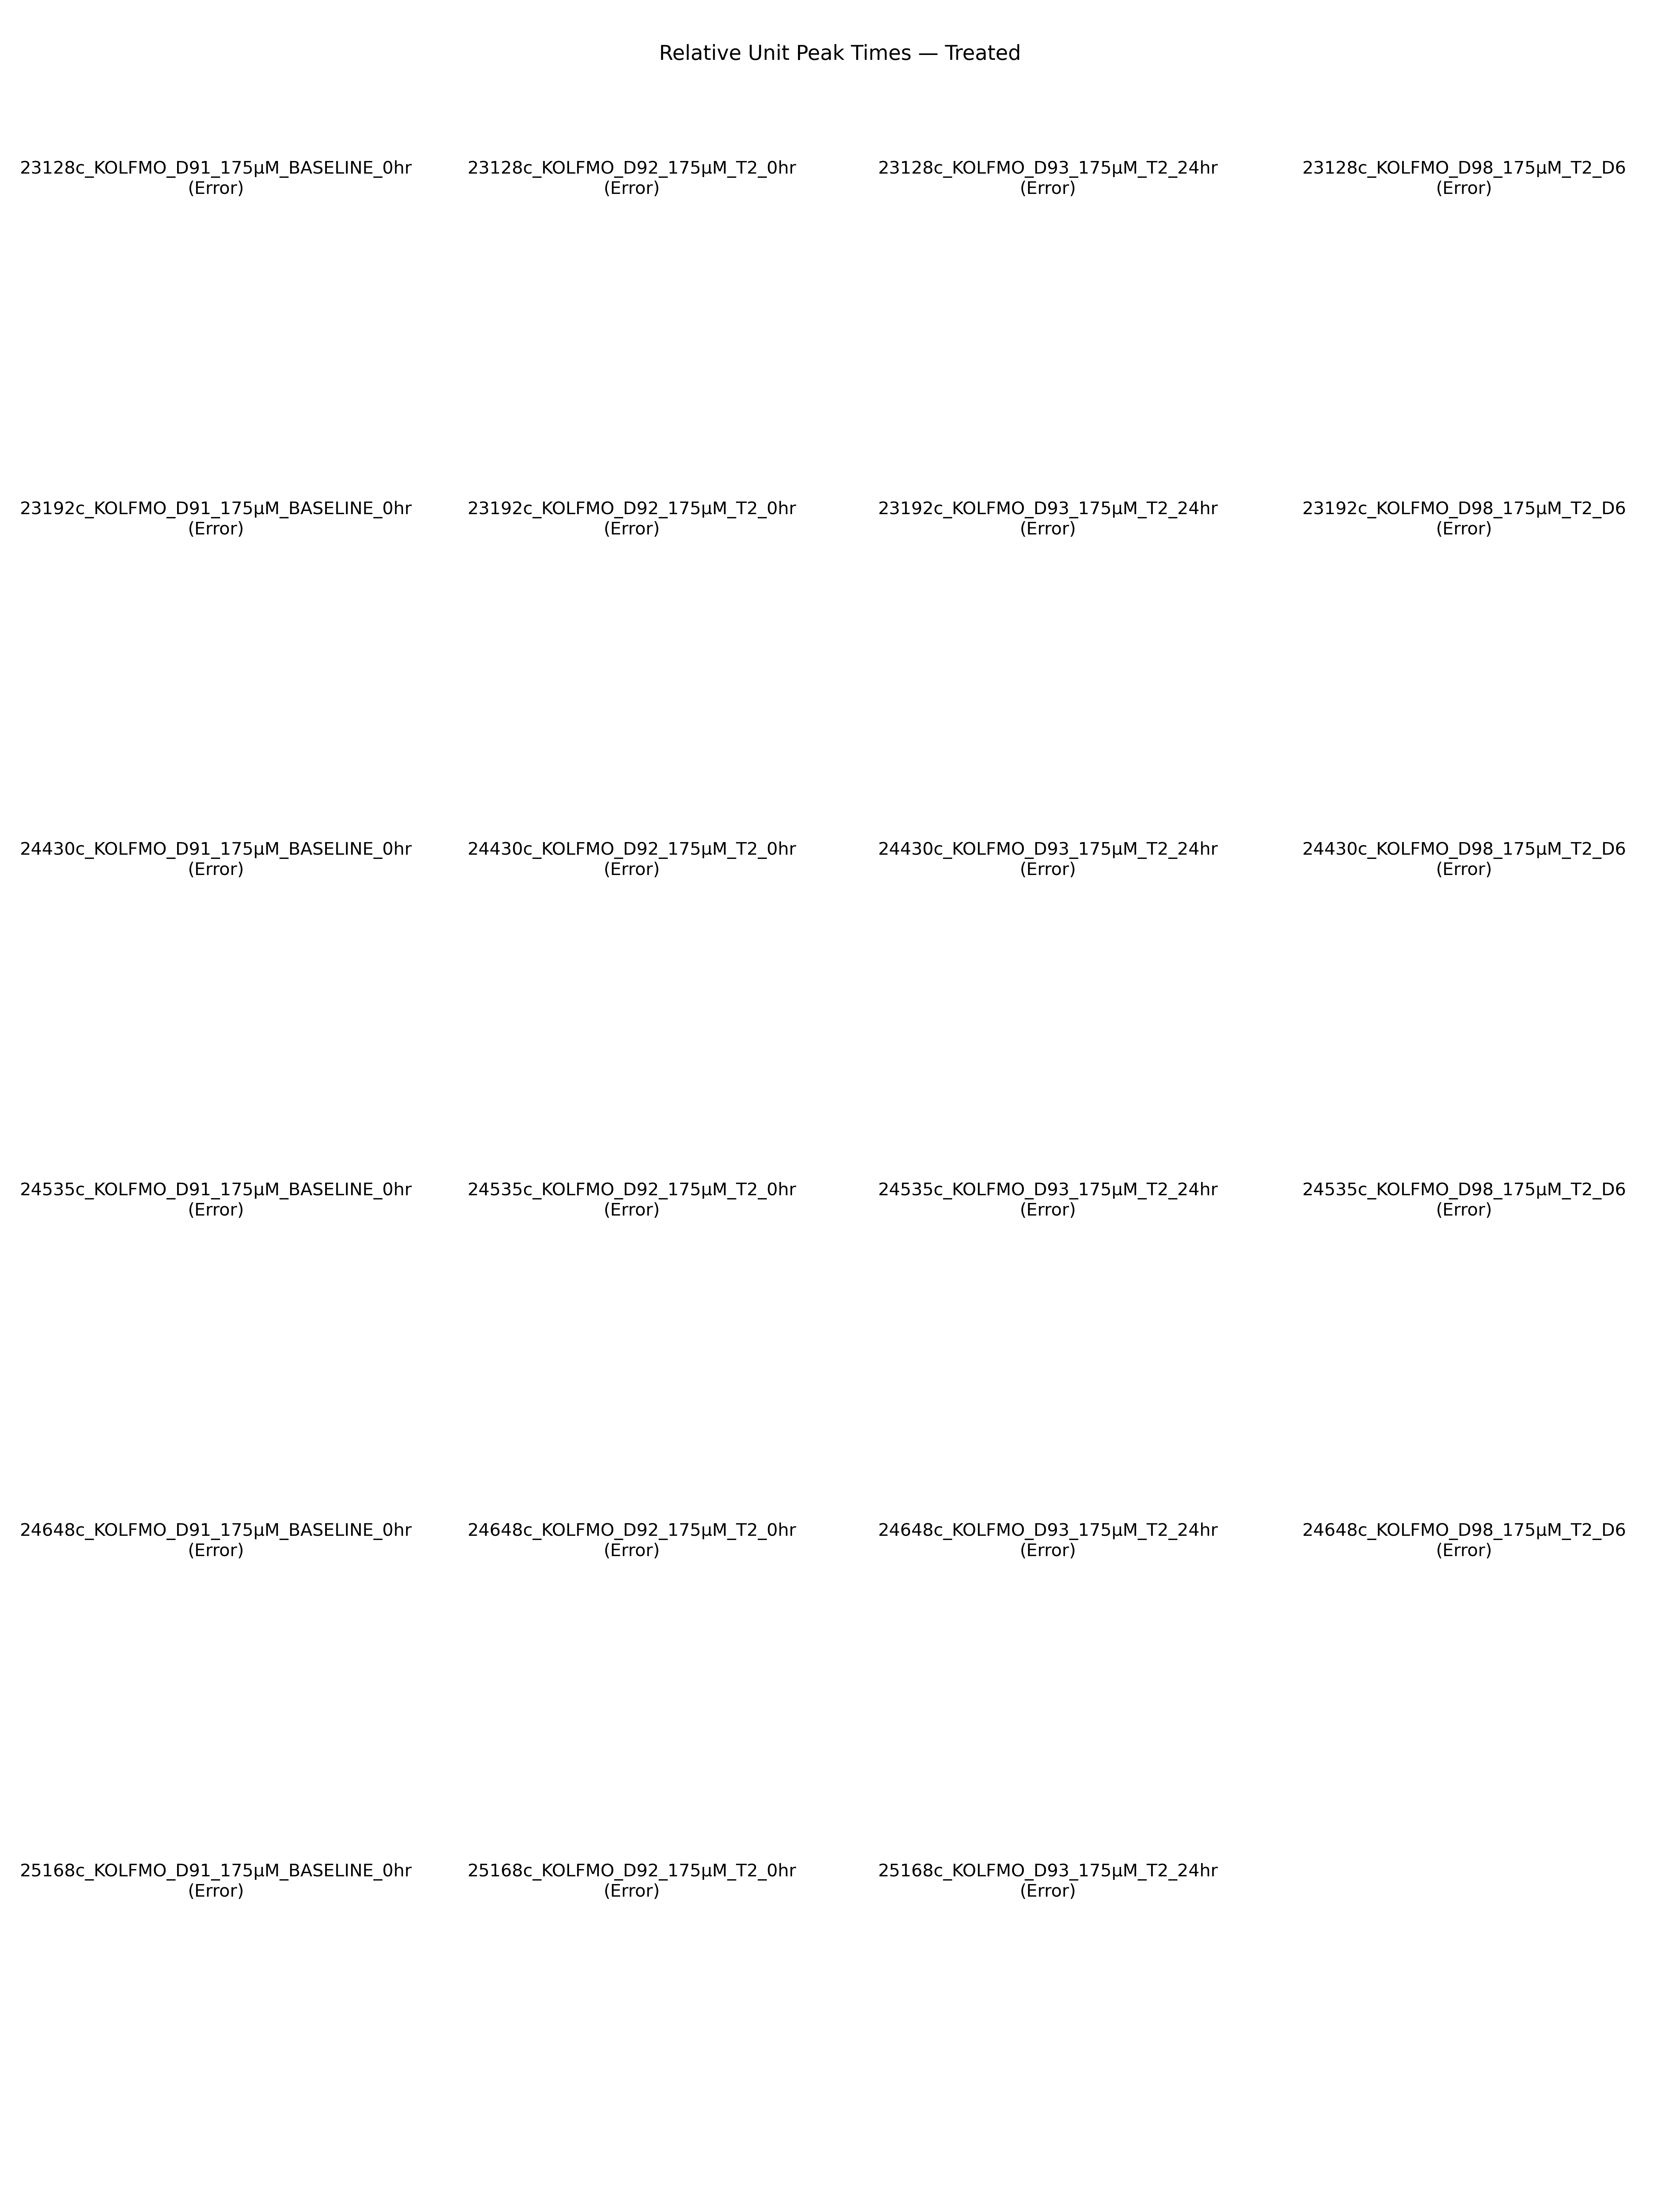 Relative Unit Peak Times — Treated
23128c_KOLFMO_D91_175µM_BASELINE_0hr
(Error)
23128c_KOLFMO_D92_175µM_T2_0hr
(Error)
23128c_KOLFMO_D93_175µM_T2_24hr
(Error)
23128c_KOLFMO_D98_175µM_T2_D6
(Error)
23192c_KOLFMO_D91_175µM_BASELINE_0hr
(Error)
23192c_KOLFMO_D92_175µM_T2_0hr
(Error)
23192c_KOLFMO_D93_175µM_T2_24hr
(Error)
23192c_KOLFMO_D98_175µM_T2_D6
(Error)
24430c_KOLFMO_D91_175µM_BASELINE_0hr
(Error)
24430c_KOLFMO_D92_175µM_T2_0hr
(Error)
24430c_KOLFMO_D93_175µM_T2_24hr
(Error)
24430c_KOLFMO_D98_175µM_T2_D6
(Error)
24535c_KOLFMO_D91_175µM_BASELINE_0hr
(Error)
24535c_KOLFMO_D92_175µM_T2_0hr
(Error)
24535c_KOLFMO_D93_175µM_T2_24hr
(Error)
24535c_KOLFMO_D98_175µM_T2_D6
(Error)
24648c_KOLFMO_D91_175µM_BASELINE_0hr
(Error)
24648c_KOLFMO_D92_175µM_T2_0hr
(Error)
24648c_KOLFMO_D93_175µM_T2_24hr
(Error)
24648c_KOLFMO_D98_175µM_T2_D6
(Error)
25168c_KOLFMO_D91_175µM_BASELINE_0hr
(Error)
25168c_KOLFMO_D92_175µM_T2_0hr
(Error)
25168c_KOLFMO_D93_175µM_T2_24hr
(Error)